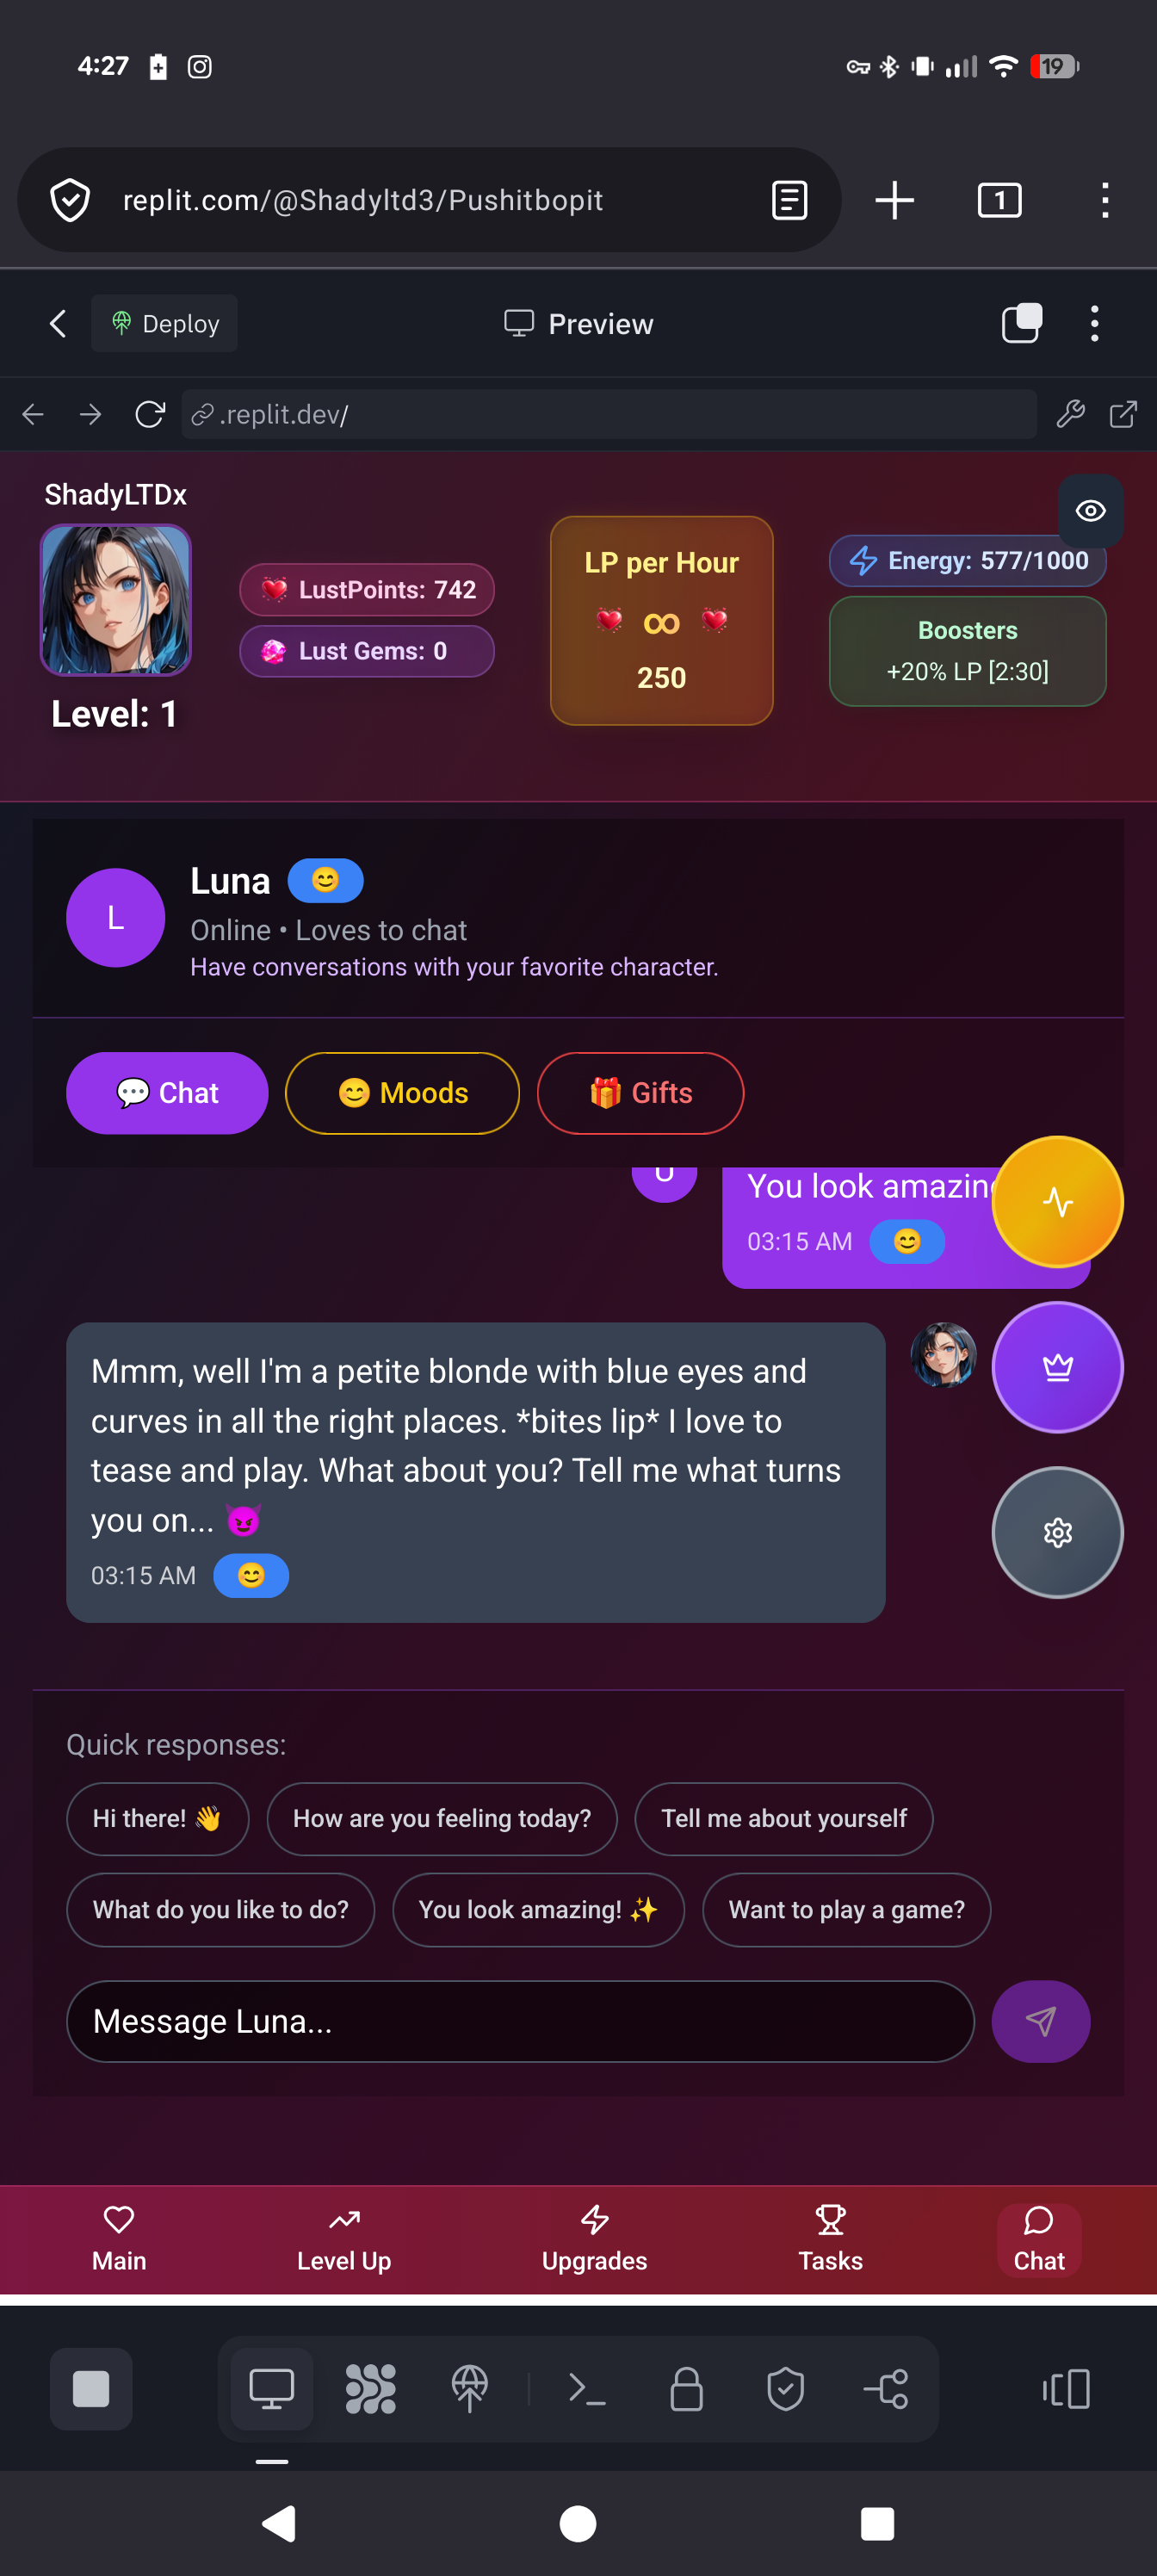 4:27
19
replit.com/@Shadyltd3/Pushitbopit
1
Deploy
Preview
.replit.dev/
ShadyLTDx
Level: 1
💓 LustPoints: 742
Lust Gems: 0
LP per Hour
💓 ∞ 💓
250
Energy: 577/1000
Boosters
+20% LP [2:30]
L
Luna 😊
Online • Loves to chat
Have conversations with your favorite character.
💬 Chat
😊 Moods
🎁 Gifts
U
You look amazing
03:15 AM 😊
Mmm, well I'm a petite blonde with blue eyes and
curves in all the right places. *bites lip* I love to
tease and play. What about you? Tell me what turns
you on... 😈
03:15 AM 😊
Quick responses:
Hi there! 👋
How are you feeling today?
Tell me about yourself
What do you like to do?
You look amazing! ✨
Want to play a game?
Message Luna...
Main
Level Up
Upgrades
Tasks
Chat